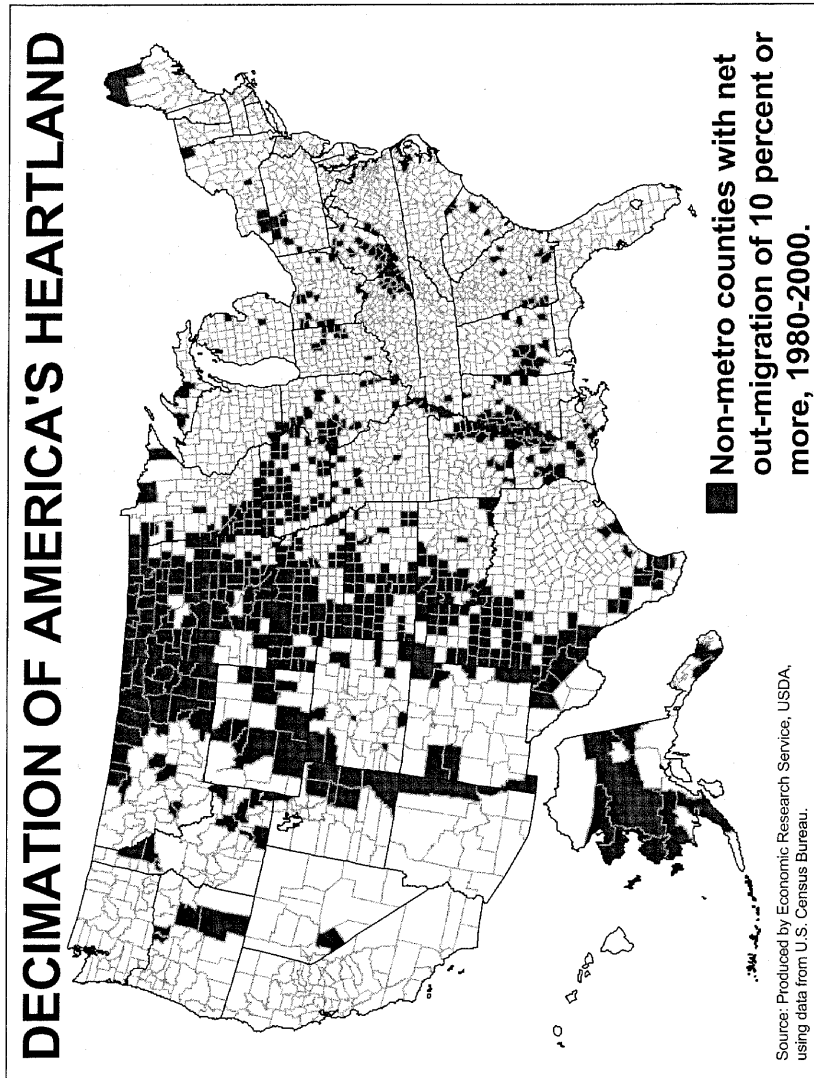 DECIMATION OF AMERICA'S HEARTLAND
Non-metro counties with net
out-migration of 10 percent or
more, 1980-2000.
Source: Produced by Economic Research Service, USDA,
using data from U.S. Census Bureau.